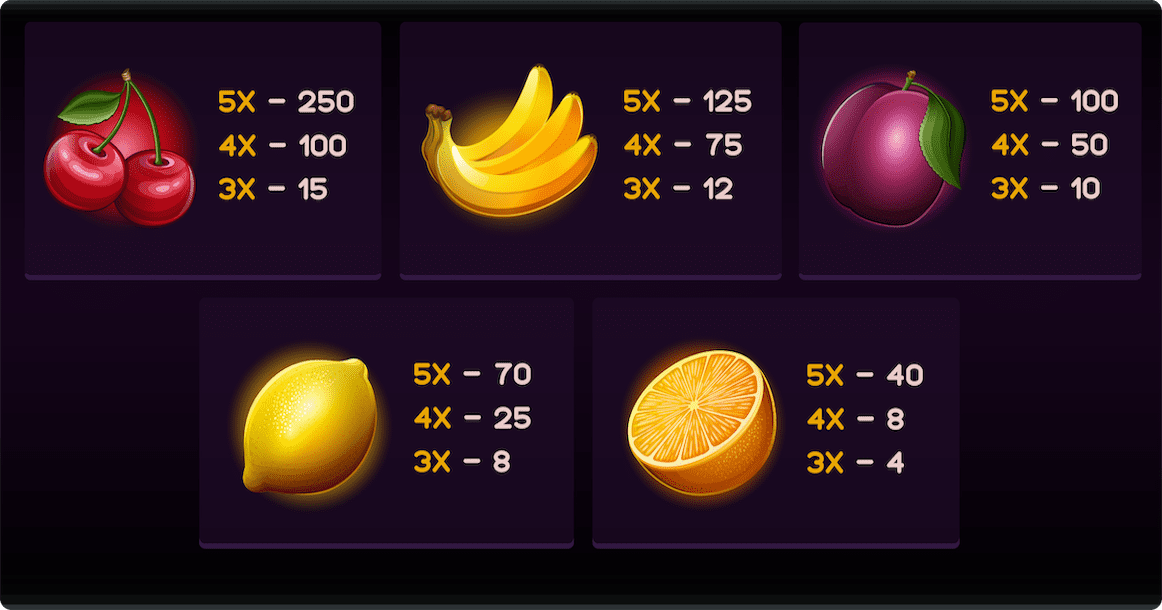 5X – 250
4X – 100
3X – 15
5X – 125
4X – 75
3X – 12
5X – 100
4X – 50
3X – 10
5X – 70
4X – 25
3X – 8
5X – 40
4X – 8
3X – 4